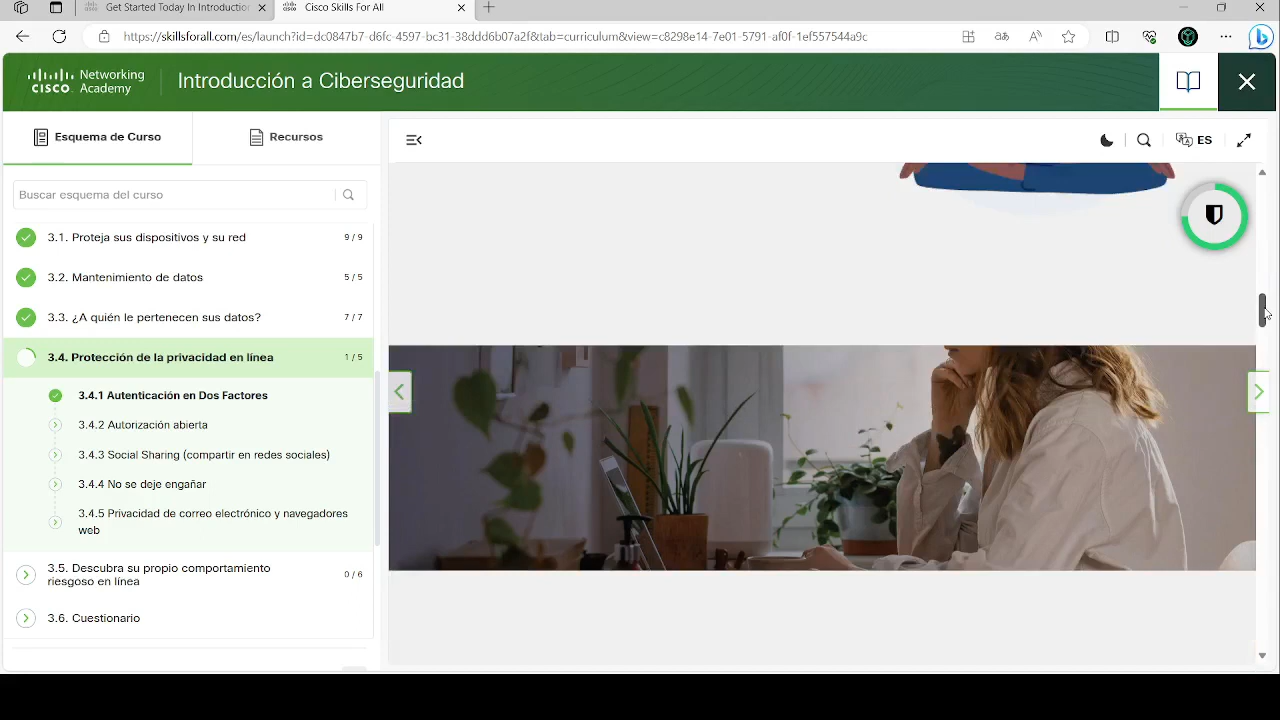 Get Started Today In Introduction
Cisco Skills For All
https://skillsforall.com/es/launch?id=dc0847b7-d6fc-4597-bc31-38ddd6b07a2f&tab=curriculum&view=c8298e14-7e01-5791-af0f-1ef557544a9c
Networking
CISCO Academy
Introducción a Ciberseguridad
Esquema de Curso
Recursos
ES
Buscar esquema del curso
3.1. Proteja sus dispositivos y su red 9 / 9
3.2. Mantenimiento de datos 5 / 5
3.3. ¿A quién le pertenecen sus datos? 7 / 7
3.4. Protección de la privacidad en línea 1 / 5
3.4.1 Autenticación en Dos Factores
3.4.2 Autorización abierta
3.4.3 Social Sharing (compartir en redes sociales)
3.4.4 No se deje engañar
3.4.5 Privacidad de correo electrónico y navegadores
web
3.5. Descubra su propio comportamiento
riesgoso en línea 0 / 6
3.6. Cuestionario